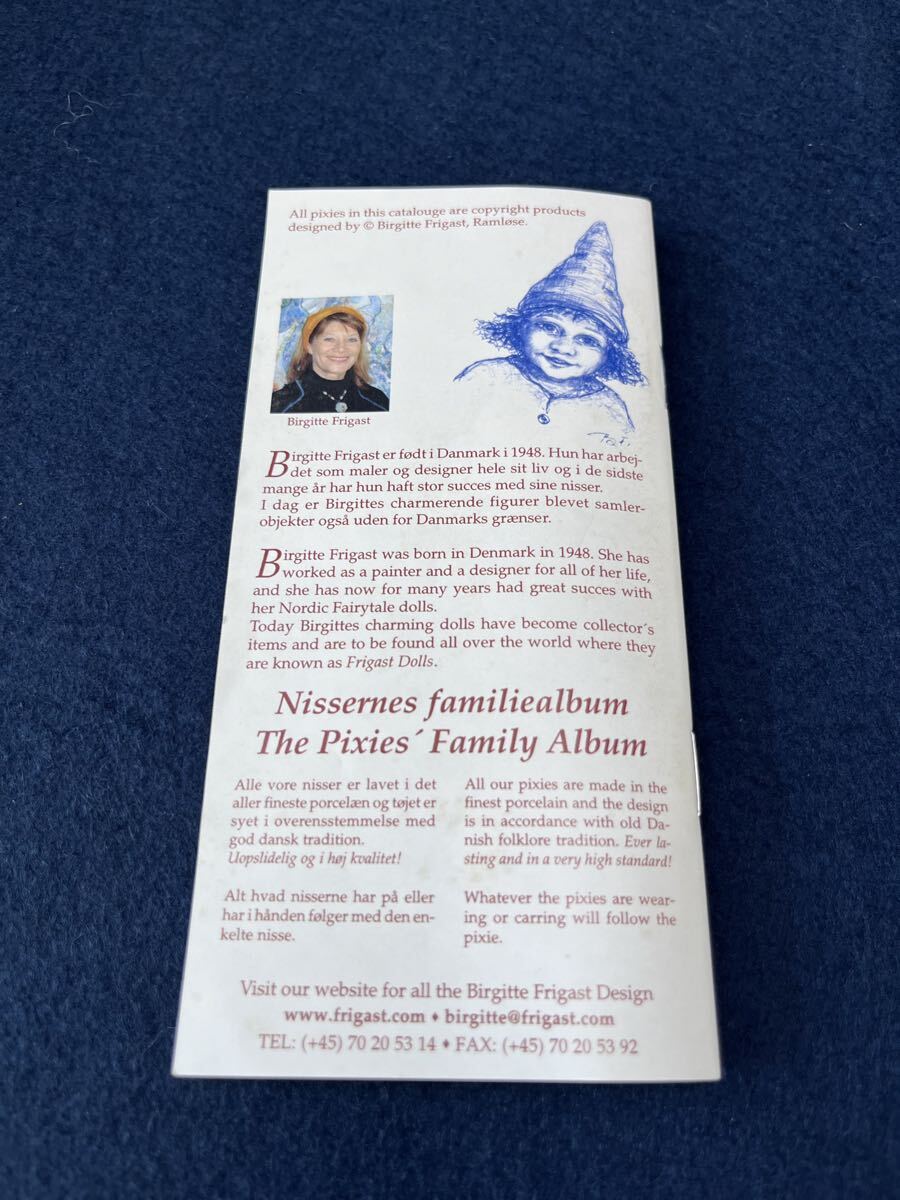 All pixies in this catalouge are copyright products
designed by © Birgitte Frigast, Ramløse.
Birgitte Frigast
Birgitte Frigast er født i Danmark i 1948. Hun har arbej-
det som maler og designer hele sit liv og i de sidste
mange år har hun haft stor succes med sine nisser.
I dag er Birgittes charmerende figurer blevet samler-
objekter også uden for Danmarks grænser.
Birgitte Frigast was born in Denmark in 1948. She has
worked as a painter and a designer for all of her life,
and she has now for many years had great succes with
her Nordic Fairytale dolls.
Today Birgittes charming dolls have become collector´s
items and are to be found all over the world where they
are known as Frigast Dolls.
Nissernes familiealbum
The Pixies´ Family Album
Alle vore nisser er lavet i det
aller fineste porcelæn og tøjet er
syet i overensstemmelse med
god dansk tradition.
Uopslidelig og i høj kvalitet!
Alt hvad nisserne har på eller
har i hånden følger med den en-
kelte nisse.
All our pixies are made in the
finest porcelain and the design
is in accordance with old Da-
nish folklore tradition. Ever la-
sting and in a very high standard!
Whatever the pixies are wear-
ing or carring will follow the
pixie.
Visit our website for all the Birgitte Frigast Design
www.frigast.com ♦ birgitte@frigast.com
TEL: (+45) 70 20 53 14 ♦ FAX: (+45) 70 20 53 92